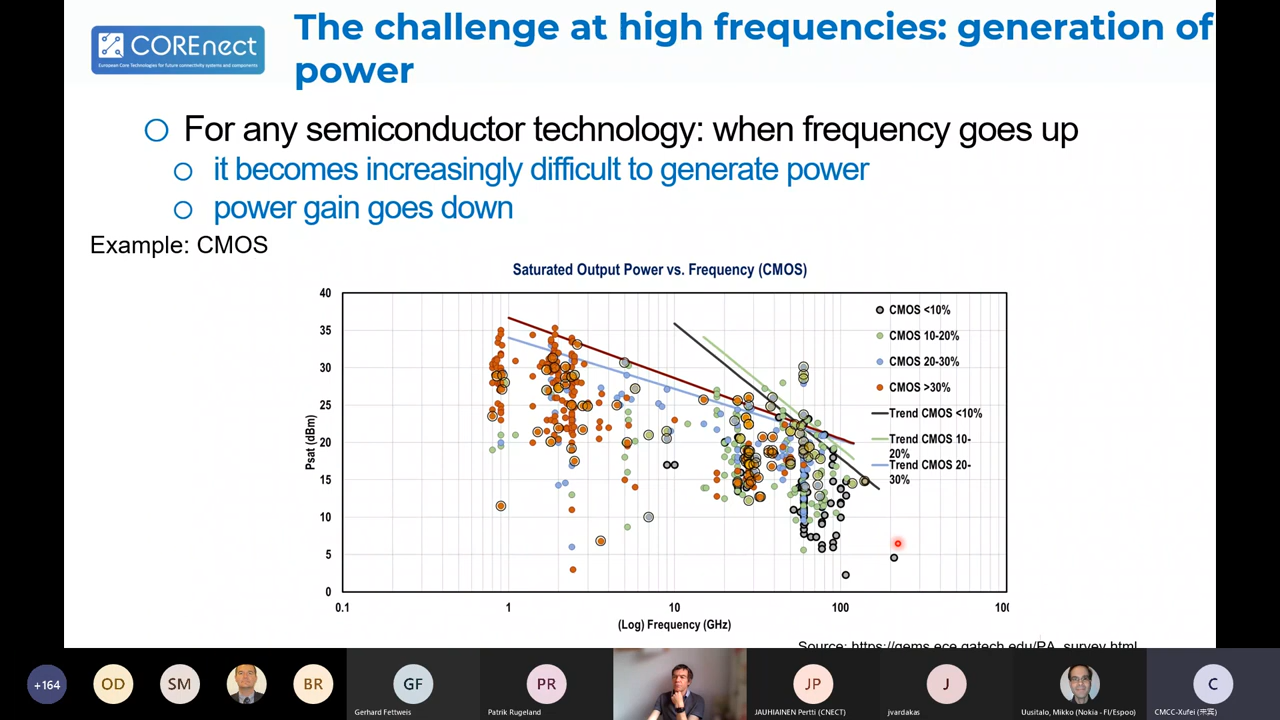 The challenge at high frequencies: generation of
power
COREnect
European Core Technologies for future connectivity systems and components
For any semiconductor technology: when frequency goes up
it becomes increasingly difficult to generate power
power gain goes down
Example: CMOS
Saturated Output Power vs. Frequency (CMOS)
40
35
30
25
20
15
10
5
0
Psat (dBm)
0.1 1 10 100
(Log) Frequency (GHz)
CMOS <10%
CMOS 10-20%
CMOS 20-30%
CMOS >30%
Trend CMOS <10%
Trend CMOS 10-
20%
Trend CMOS 20-
30%
Source: https://gems.ece.gatech.edu/PA_survey.html
+164 OD SM BR GF PR JP J C
Gerhard Fettweis Patrik Rugeland JAUHIAINEN Pertti (CNECT) jvardakas Uusitalo, Mikko (Nokia - FI/Espoo) CMCC-Xufei